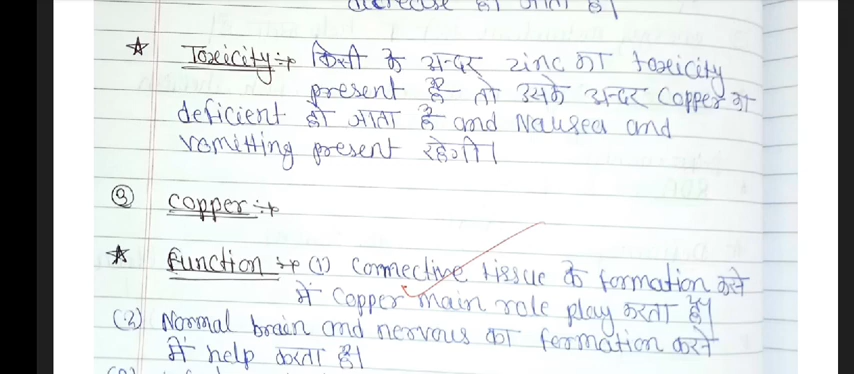 decrease हो जाता है।
☆ Toxicity :→ किसी के अन्दर zinc का toxicity
present है तो उसके अन्दर Copper का
deficient हो जाता है and Nausea and
vomitting present रहेगी।
③ Copper :→
☆ function :→ (1) Connective tissue के formation करने
में Copper main role play करता है।
(2) Normal brain and nervous का formation करने
में help करता है।